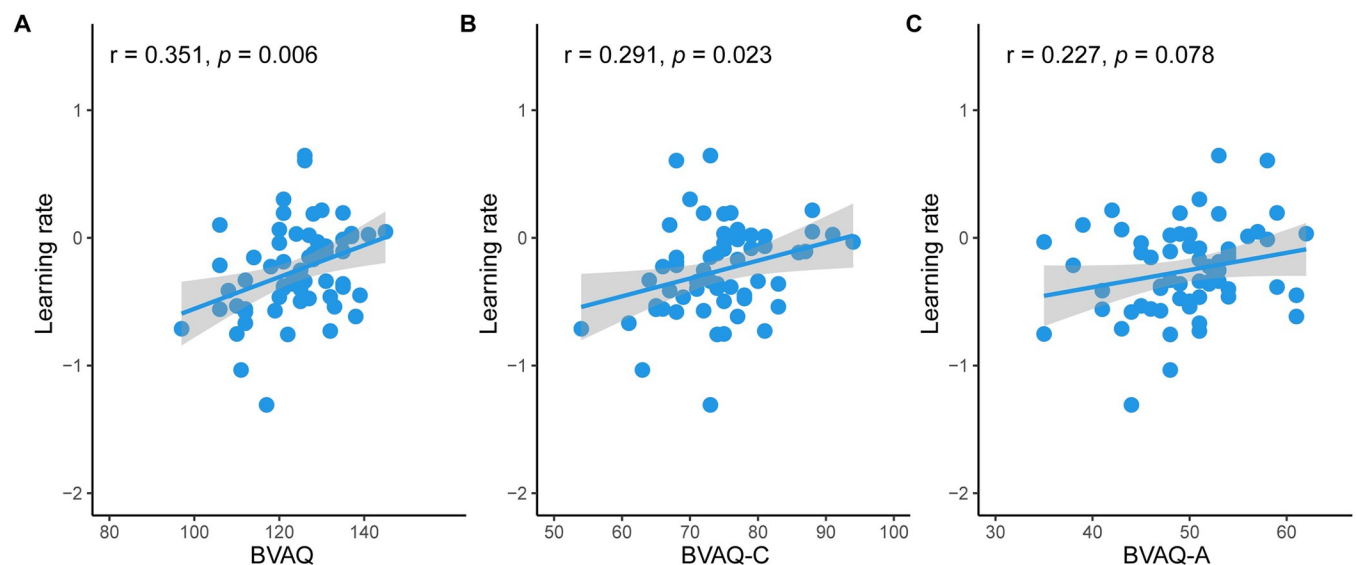 A
r = 0.351, p = 0.006
Learning rate
1
0
−1
−2
80
100
120
140
BVAQ
B
r = 0.291, p = 0.023
Learning rate
1
0
−1
−2
50
60
70
80
90
100
BVAQ-C
C
r = 0.227, p = 0.078
Learning rate
1
0
−1
−2
30
40
50
60
BVAQ-A